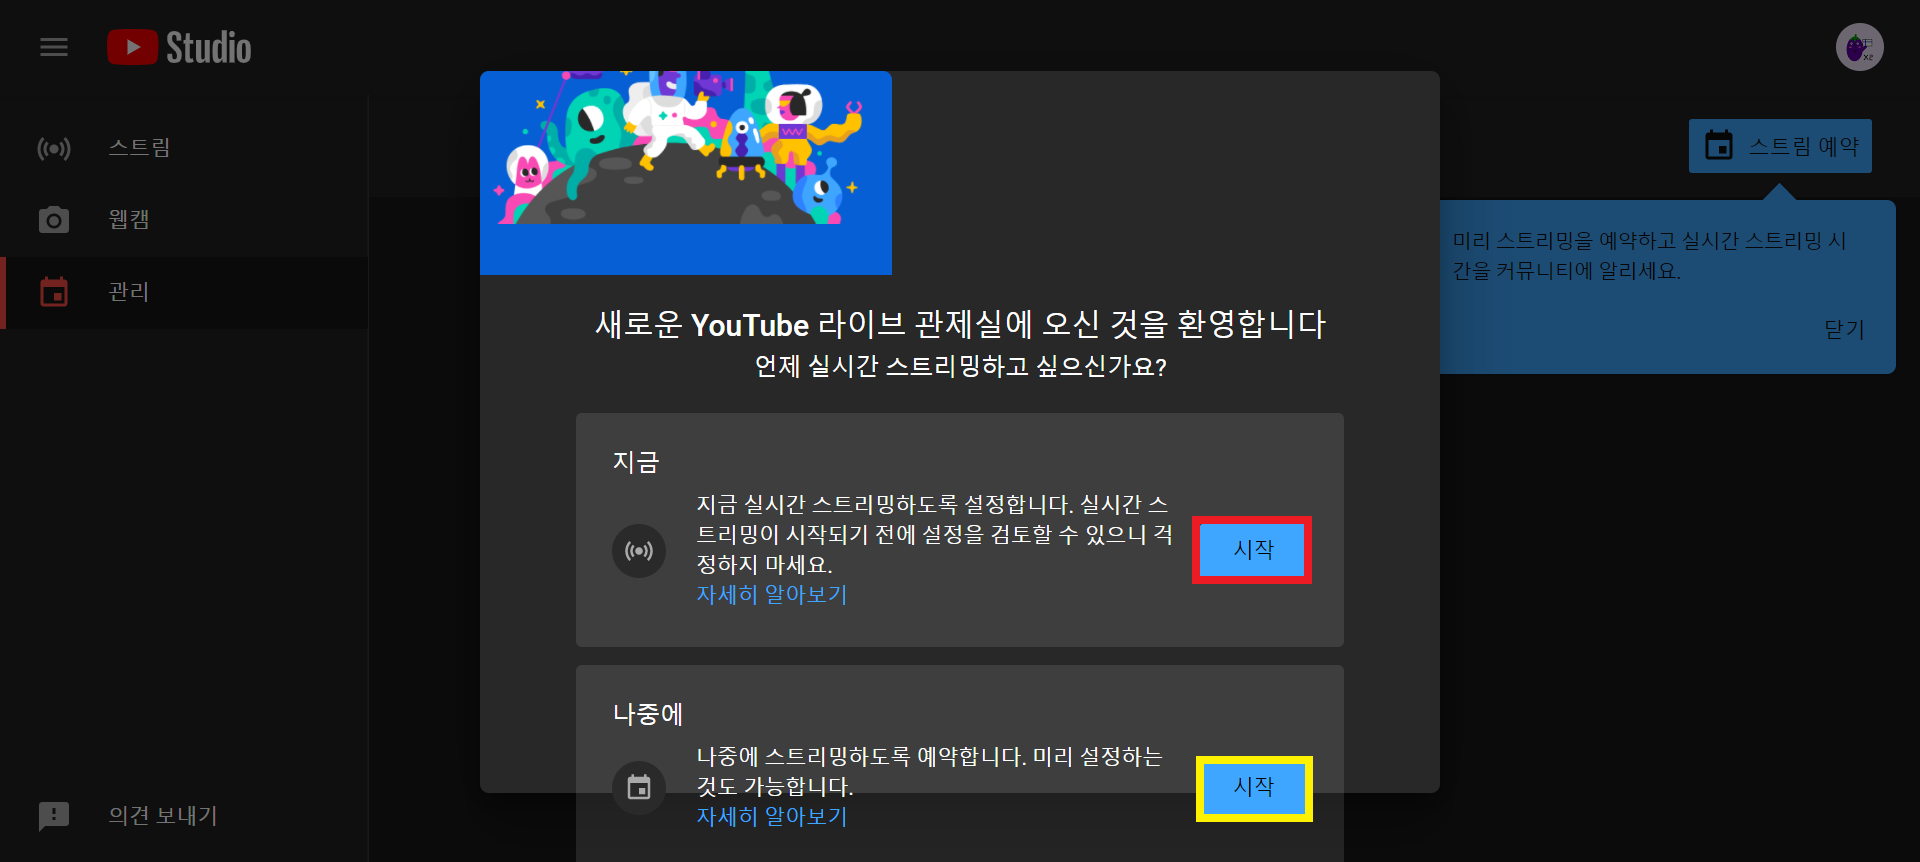 Studio
스트림
웹캠
관리
의견 보내기
스트림 예약
미리 스트리밍을 예약하고 실시간 스트리밍 시
간을 커뮤니티에 알리세요.
닫기
새로운 YouTube 라이브 관제실에 오신 것을 환영합니다
언제 실시간 스트리밍하고 싶으신가요?
지금
지금 실시간 스트리밍하도록 설정합니다. 실시간 스
트리밍이 시작되기 전에 설정을 검토할 수 있으니 걱
정하지 마세요.
자세히 알아보기
시작
나중에
나중에 스트리밍하도록 예약합니다. 미리 설정하는
것도 가능합니다.
자세히 알아보기
시작